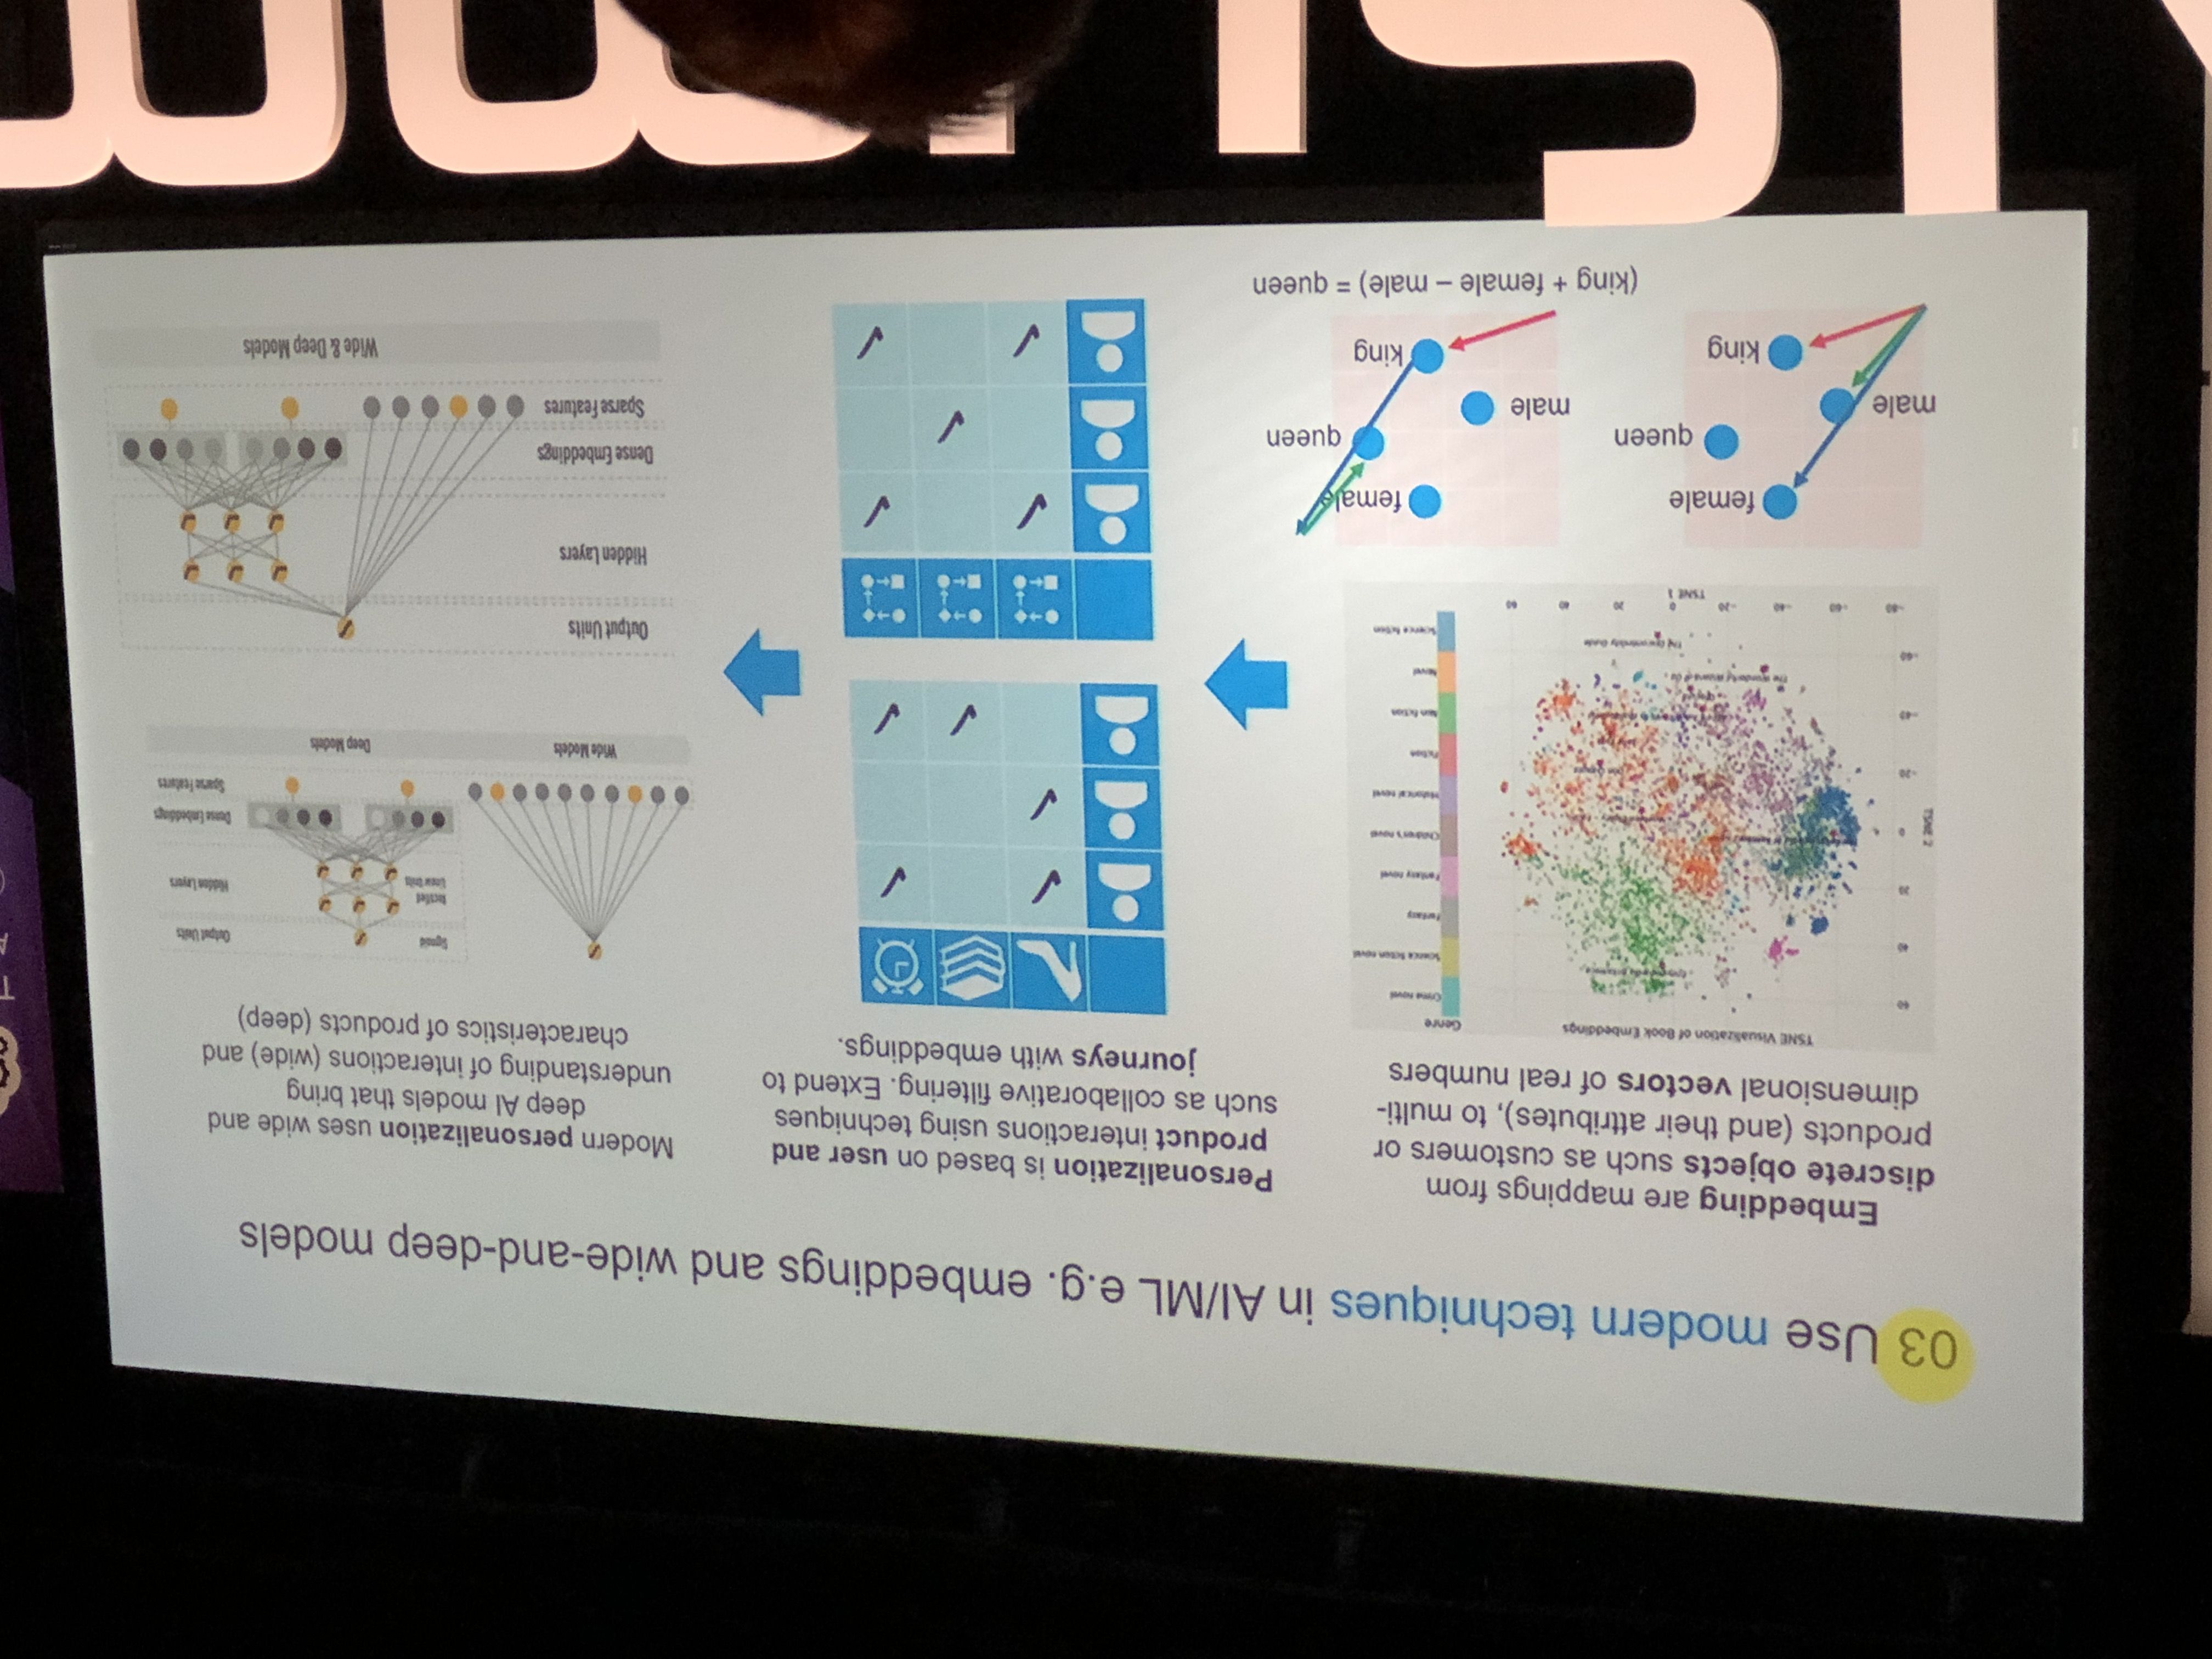 03 Use modern techniques in AI/ML e.g. embeddings and wide-and-deep models
Embedding are mappings from
discrete objects such as customers or
products (and their attributes), to multi-
dimensional vectors of real numbers
TSNE Visualization of Book Embeddings
Genre
Crime novel
Science fiction novel
Fantasy
Fantasy novel
Children's novel
Historical novel
Fiction
Non fiction
Novel
Science fiction
60
40
20
0
-20
-40
-60
TSNE 2
The Wonderful Wizard of Oz
The Discontinuity Guide
-80
-60
-40
-20
0
20
40
60
TSNE 1
female
queen
male
king
female
queen
male
king
(king + female – male) = queen
Personalization is based on user and
product interactions using techniques
such as collaborative filtering. Extend to
journeys with embeddings.
Modern personalization uses wide and
deep AI models that bring
understanding of interactions (wide) and
characteristics of products (deep)
Sigmoid
Output Units
Rectified
Linear Units
Hidden Layers
Dense Embeddings
Sparse Features
Wide Models
Deep Models
Output Units
Hidden Layers
Dense Embeddings
Sparse Features
Wide & Deep Models